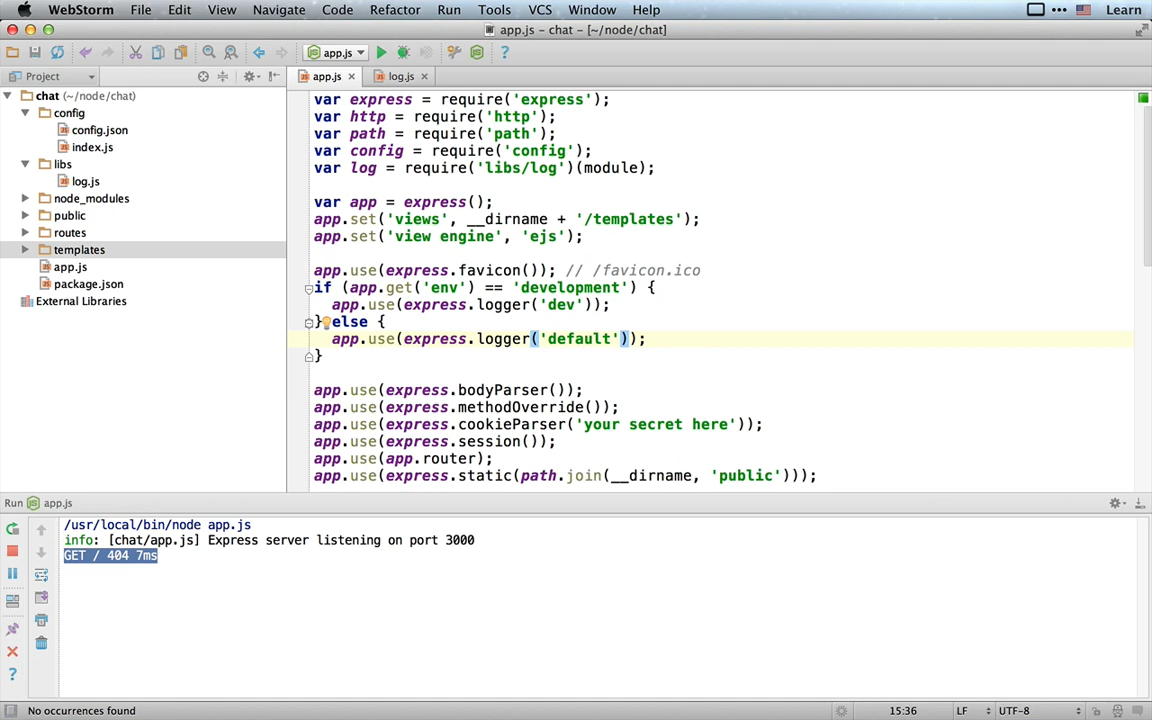 WebStorm File Edit View Navigate Code Refactor Run Tools VCS Window Help Learn
app.js - chat - [~/node/chat]
app.js
Project
app.js
log.js
chat (~/node/chat)
config
config.json
index.js
libs
log.js
node_modules
public
routes
templates
app.js
package.json
External Libraries
var express = require('express');
var http = require('http');
var path = require('path');
var config = require('config');
var log = require('libs/log')(module);
var app = express();
app.set('views', __dirname + '/templates');
app.set('view engine', 'ejs');
app.use(express.favicon()); // /favicon.ico
if (app.get('env') == 'development') {
app.use(express.logger('dev'));
} else {
app.use(express.logger('default'));
}
app.use(express.bodyParser());
app.use(express.methodOverride());
app.use(express.cookieParser('your secret here'));
app.use(express.session());
app.use(app.router);
app.use(express.static(path.join(__dirname, 'public')));
Run app.js
/usr/local/bin/node app.js
info: [chat/app.js] Express server listening on port 3000
GET / 404 7ms
No occurrences found
15:36
LF
UTF-8